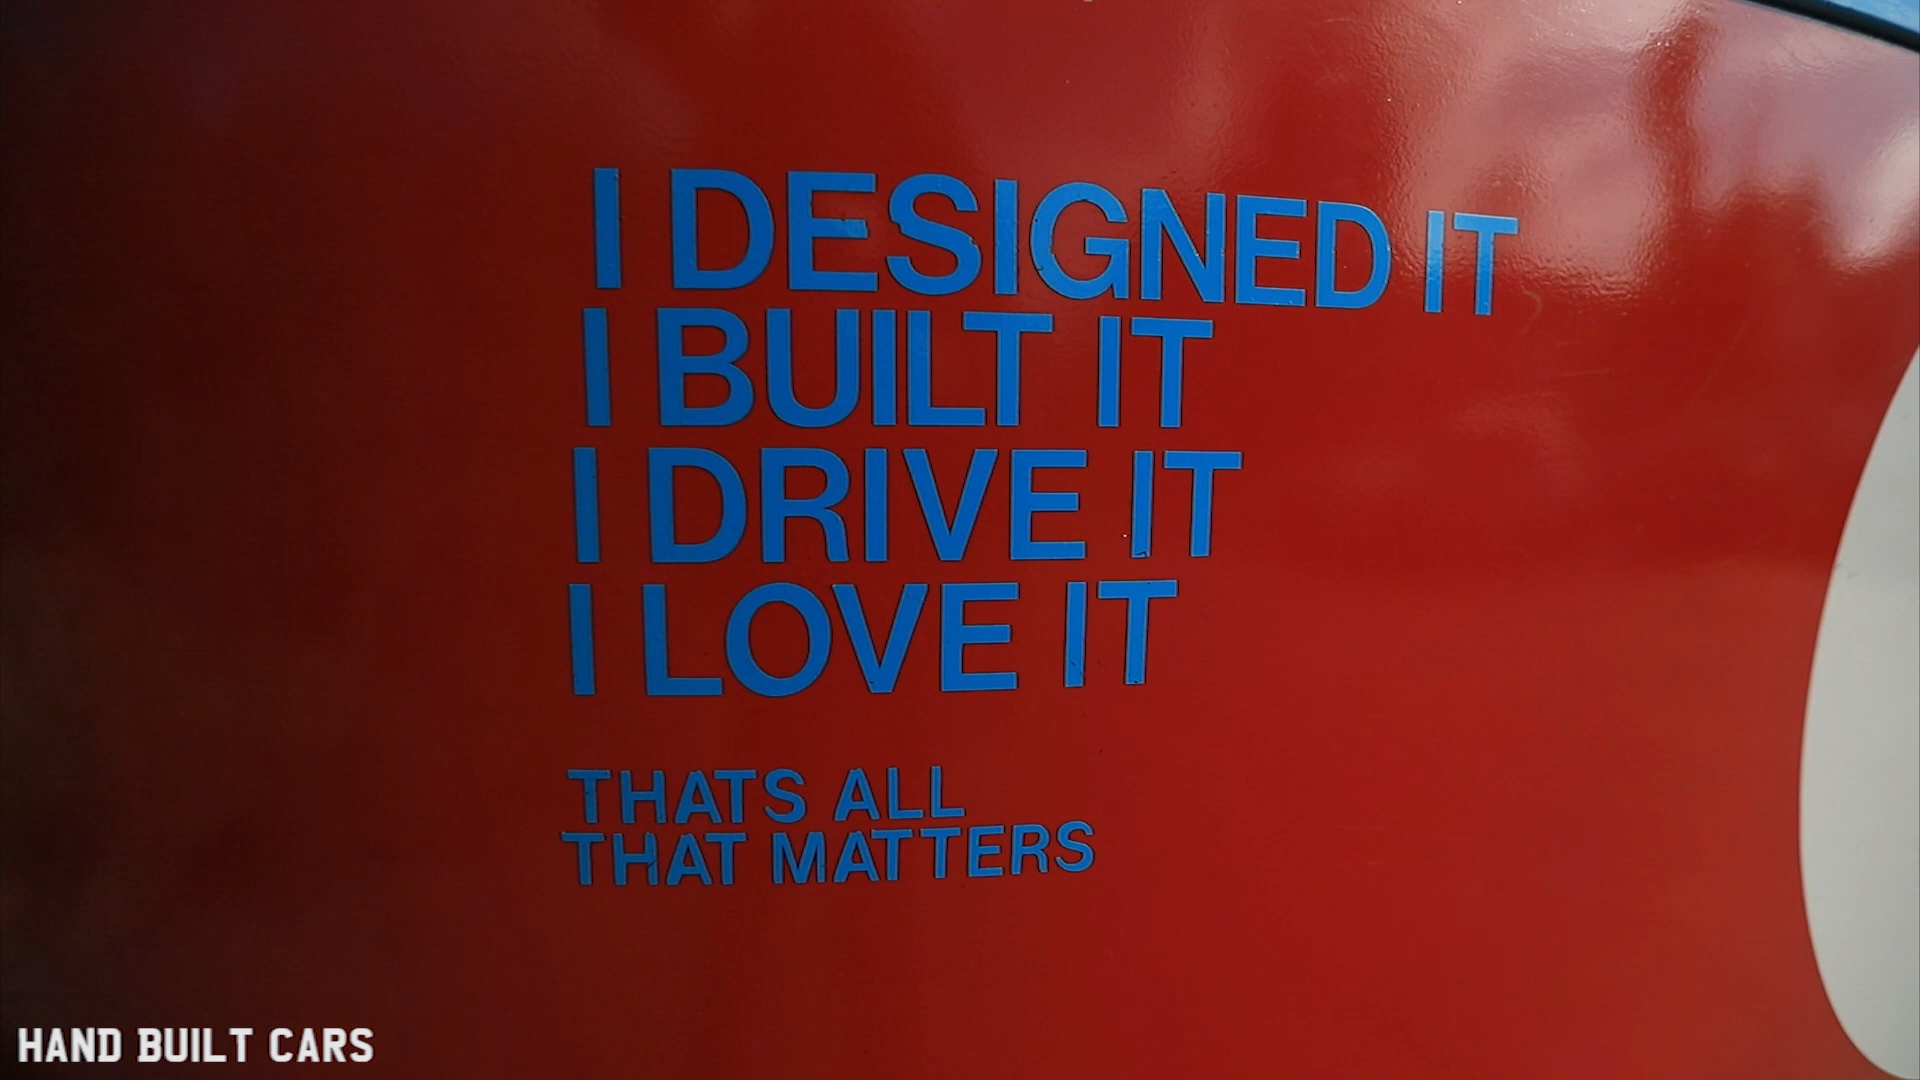 I DESIGNED IT
I BUILT IT
I DRIVE IT
I LOVE IT
THATS ALL
THAT MATTERS
HAND BUILT CARS